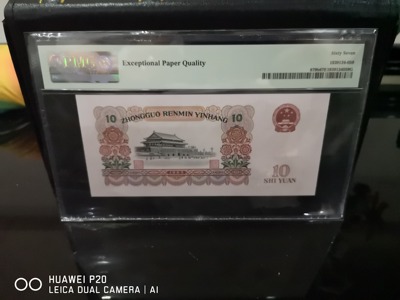 PMG
Exceptional Paper Quality
Sixty Seven
ZHONGGUO RENMIN YINHANG
10
10
10
SHI YUAN
HUAWEI P20
LEICA DUAL CAMERA | AI